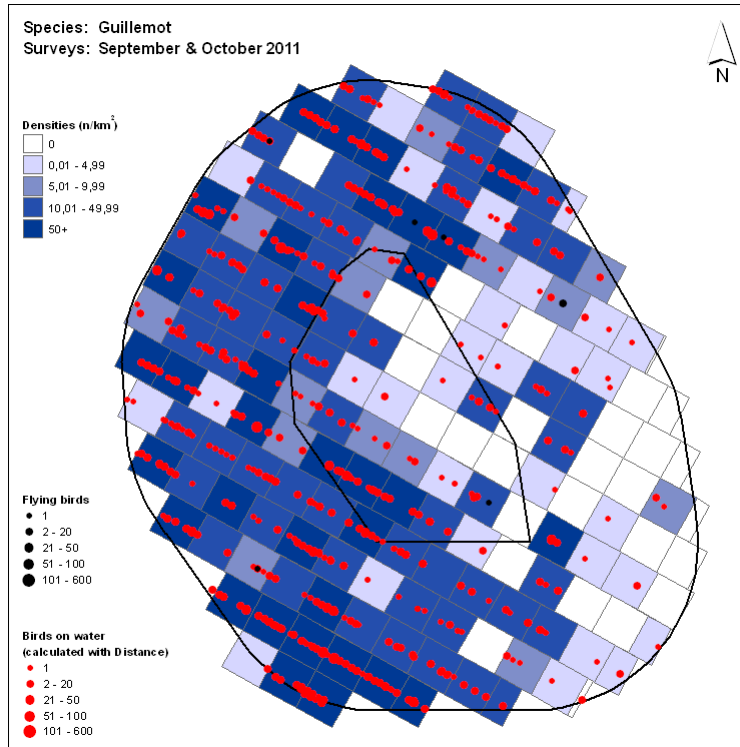 Species: Guillemot
Surveys: September & October 2011
N
Densities (n/km²)
0
0,01 - 4,99
5,01 - 9,99
10,01 - 49,99
50+
Flying birds
1
2 - 20
21 - 50
51 - 100
101 - 600
Birds on water
(calculated with Distance)
1
2 - 20
21 - 50
51 - 100
101 - 600